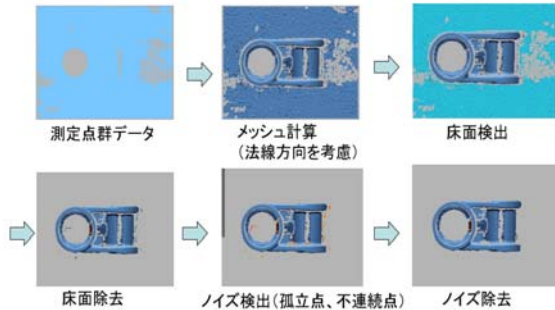 測定点群データ
メッシュ計算
(法線方向を考慮)
床面検出
床面除去
ノイズ検出(孤立点、不連続点)
ノイズ除去